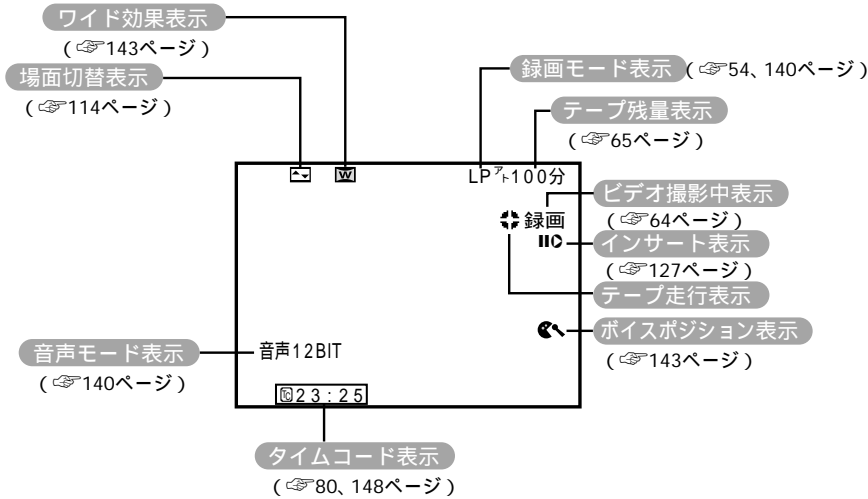 ワイド効果表示
(☞143ページ)
場面切替表示
(☞114ページ)
録画モード表示(☞54、140ページ)
テープ残量表示
(☞65ページ)
W
LPアト100分
ビデオ撮影中表示
録画
(☞64ページ)
インサート表示
(☞127ページ)
テープ走行表示
ボイスポジション表示
(☞143ページ)
音声モード表示
音声12BIT
(☞140ページ)
TC23:25
タイムコード表示
(☞80、148ページ)